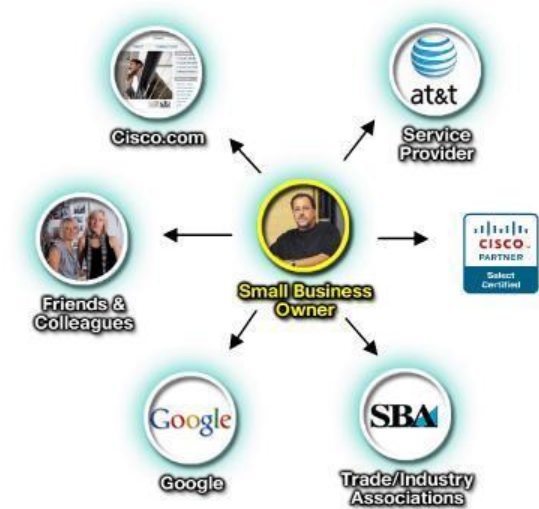 at&t
Cisco.com
Service
Provider
CISCO
PARTNER
Select
Certified
Small Business
Owner
Friends &
Colleagues
Google
SBA
Google
Trade/Industry
Associations